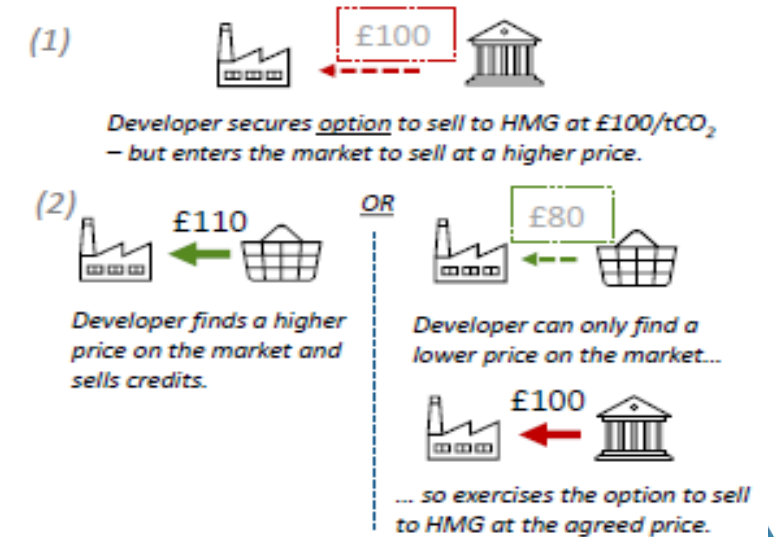 (1)
£100
Developer secures option to sell to HMG at £100/tCO₂
– but enters the market to sell at a higher price.
(2)
£110
Developer finds a higher
price on the market and
sells credits.
OR
£80
Developer can only find a
lower price on the market...
£100
... so exercises the option to sell
to HMG at the agreed price.